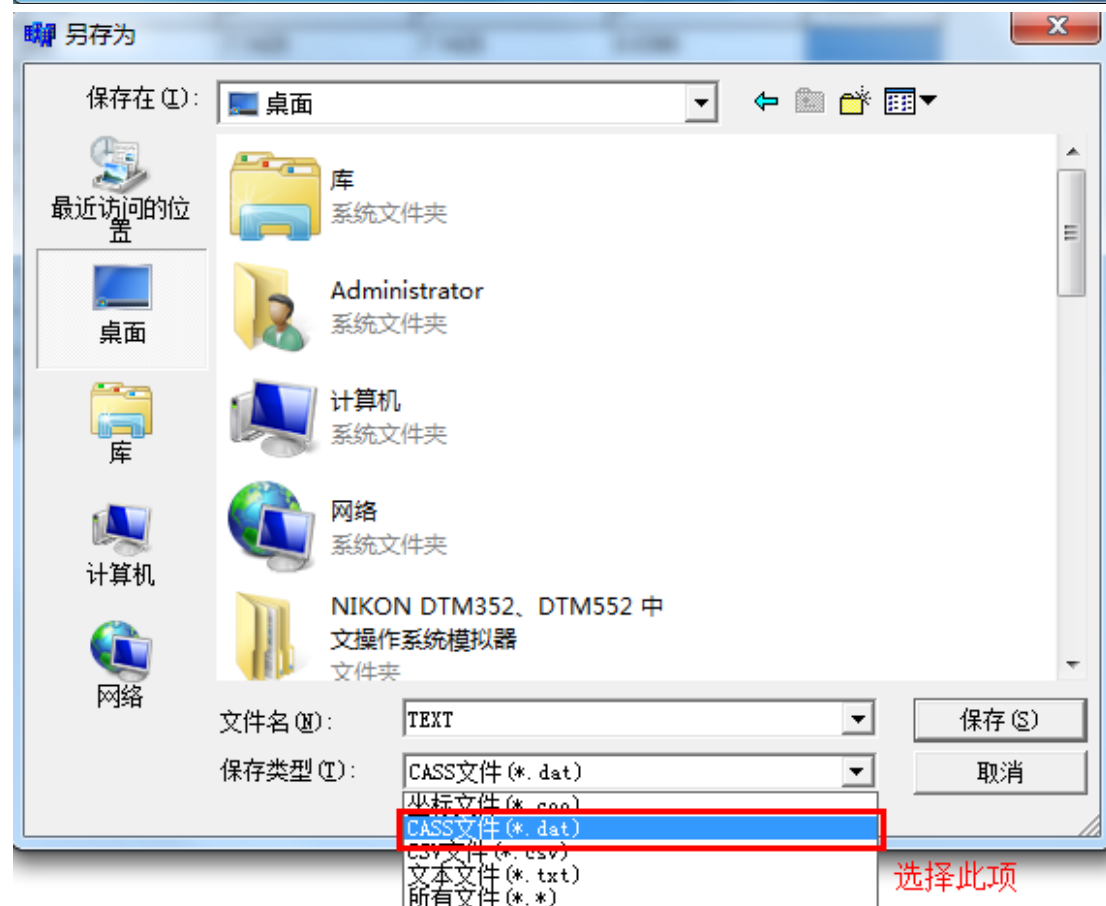 另存为
保存在(I):
桌面
最近访问的位
置
桌面
库
计算机
网络
库
系统文件夹
Administrator
系统文件夹
计算机
系统文件夹
网络
系统文件夹
NIKON DTM352、DTM552 中
文操作系统模拟器
文件夹
文件名(N):
TEXT
保存(S)
保存类型(T):
CASS文件(*.dat)
取消
坐标文件(*.coo)
CASS文件(*.dat)
CSV文件(*.csv)
文本文件(*.txt)
所有文件(*.*)
选择此项